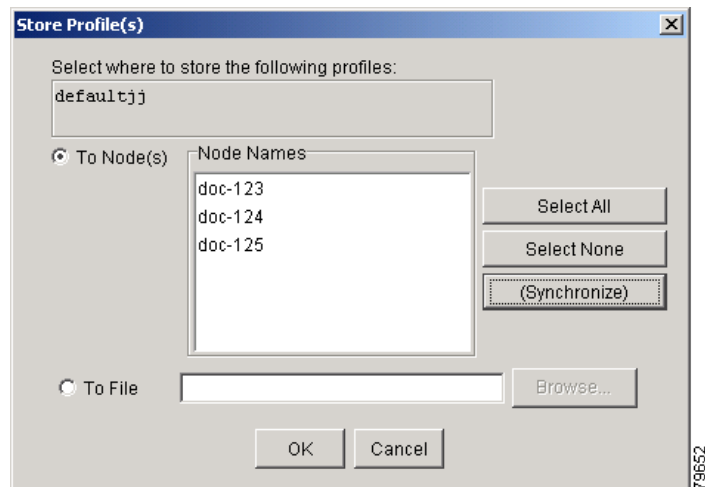 Store Profile(s)
Select where to store the following profiles:
defaultjj
To Node(s)
Node Names
doc-123
doc-124
doc-125
Select All
Select None
(Synchronize)
To File
Browse...
OK
Cancel
79652